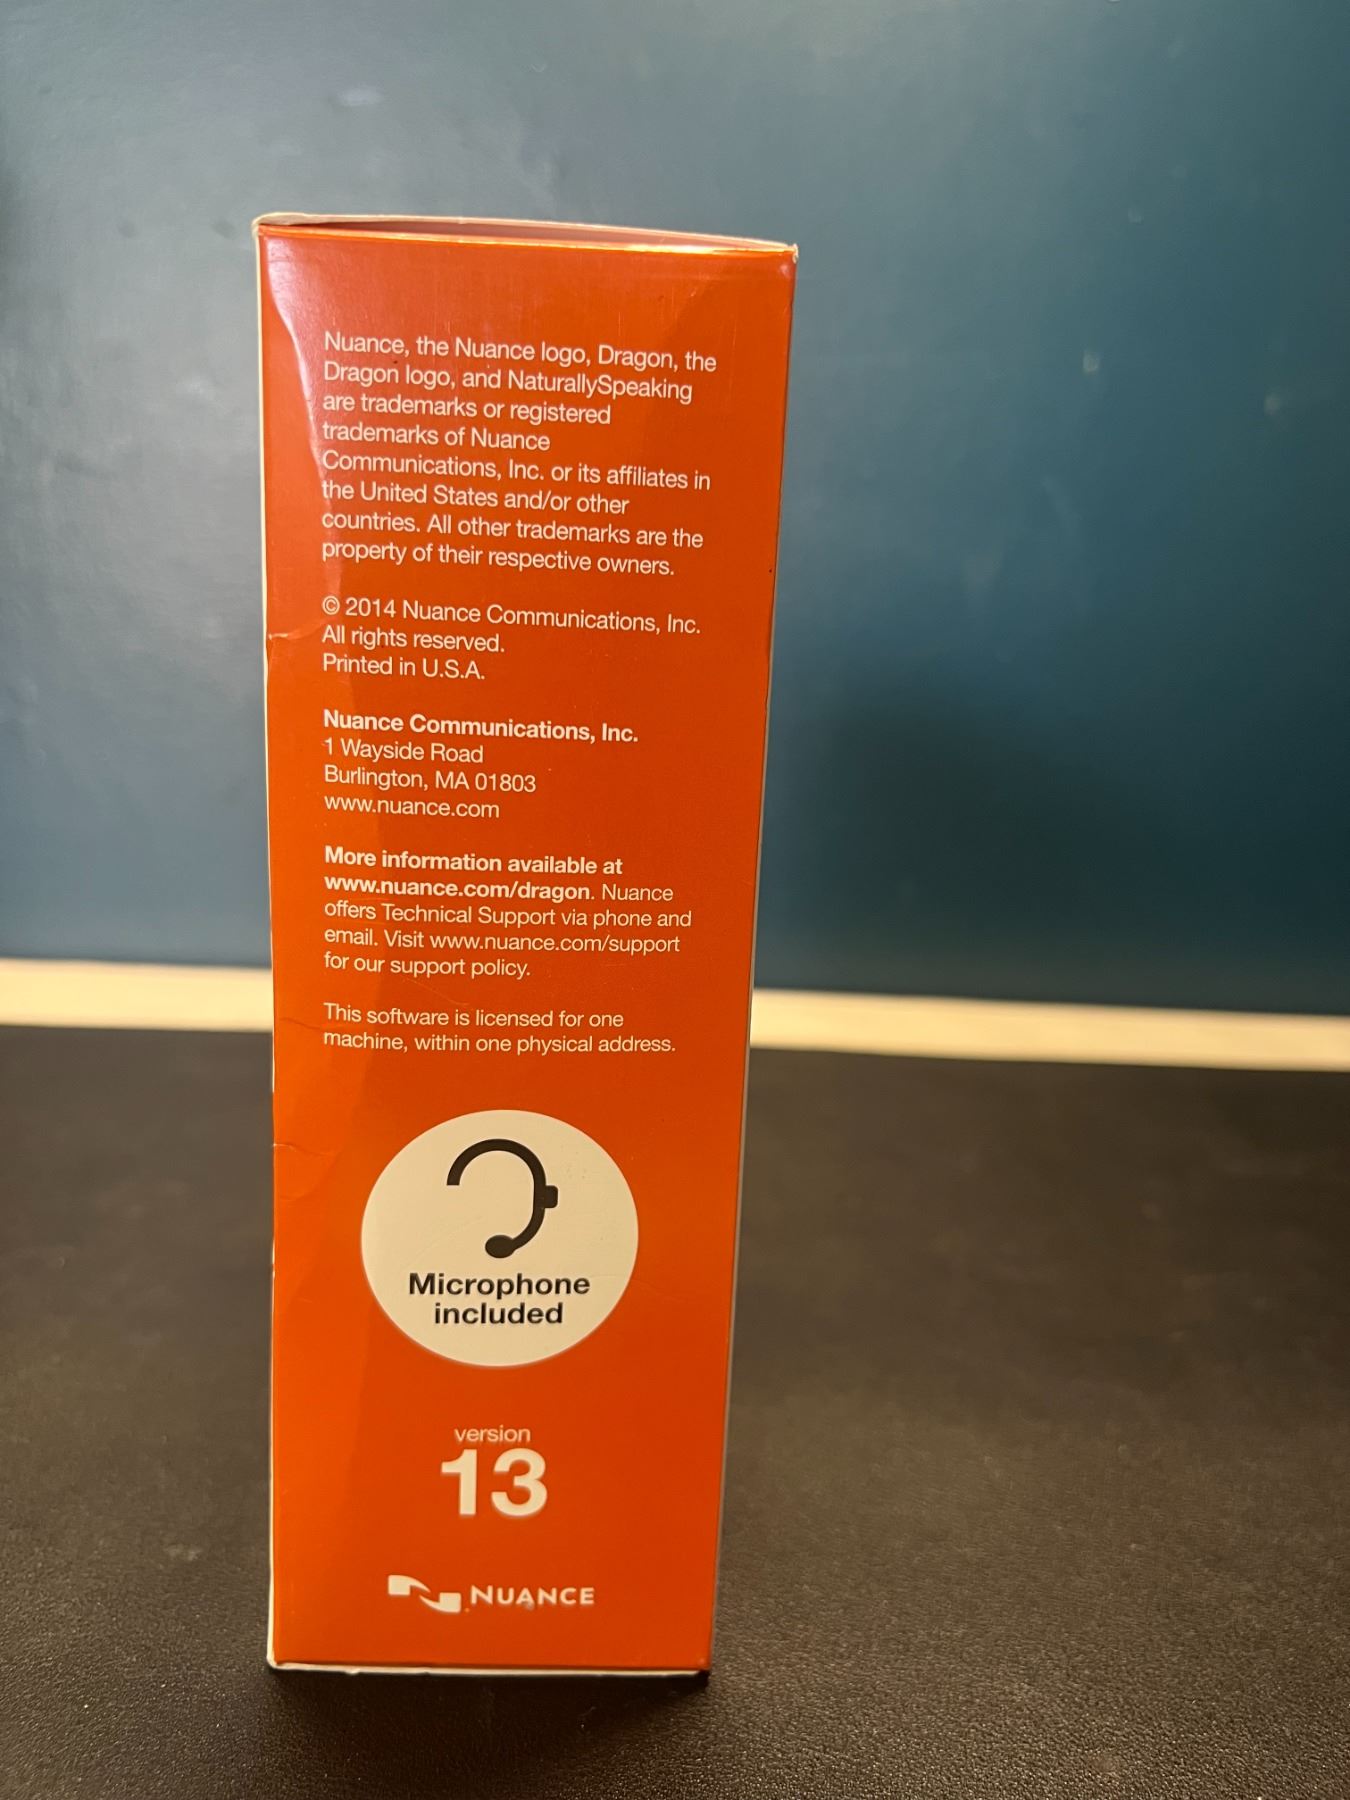 Nuance, the Nuance logo, Dragon, the
Dragon logo, and NaturallySpeaking
are trademarks or registered
trademarks of Nuance
Communications, Inc. or its affiliates in
the United States and/or other
countries. All other trademarks are the
property of their respective owners.
© 2014 Nuance Communications, Inc.
All rights reserved.
Printed in U.S.A.
Nuance Communications, Inc.
1 Wayside Road
Burlington, MA 01803
www.nuance.com
More information available at
www.nuance.com/dragon. Nuance
offers Technical Support via phone and
email. Visit www.nuance.com/support
for our support policy.
This software is licensed for one
machine, within one physical address.
Microphone
included
version
13
NUANCE